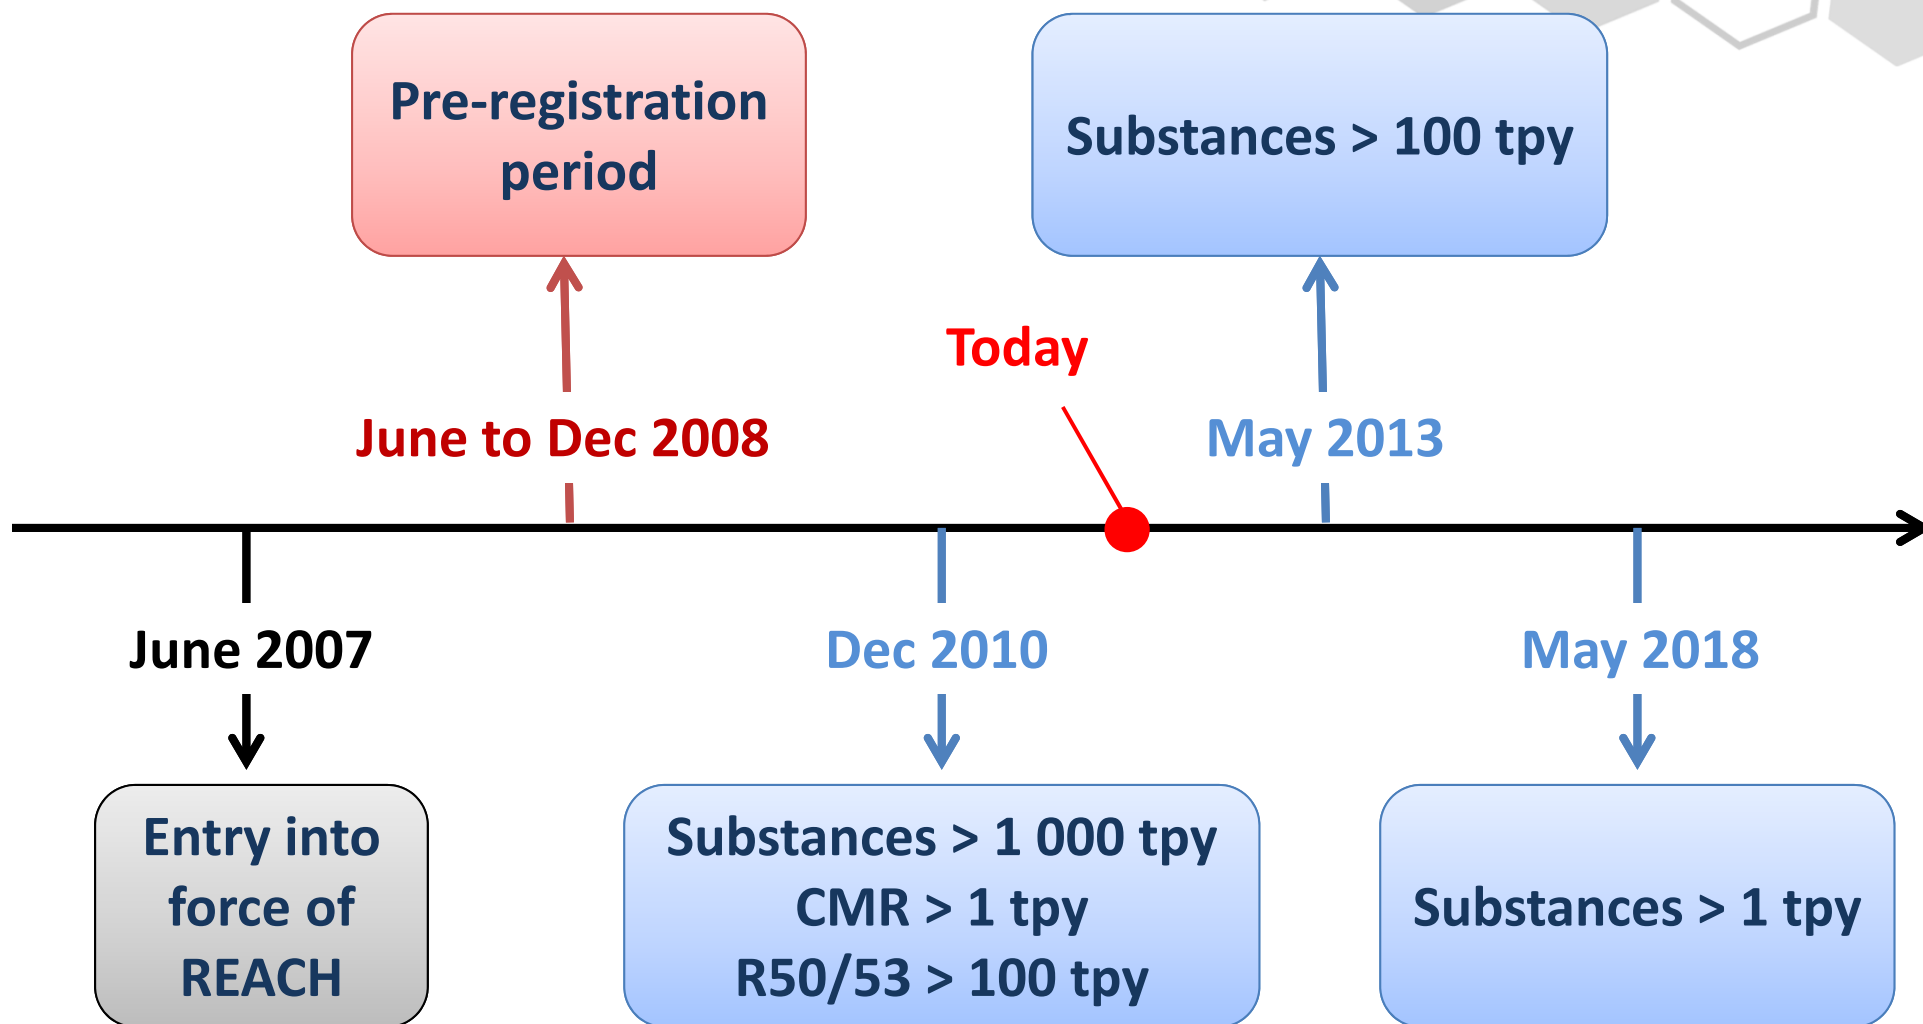 Pre-registration
period
Substances > 100 tpy
Today
June to Dec 2008
May 2013
June 2007
Dec 2010
May 2018
Entry into
force of
REACH
Substances > 1 000 tpy
CMR > 1 tpy
R50/53 > 100 tpy
Substances > 1 tpy